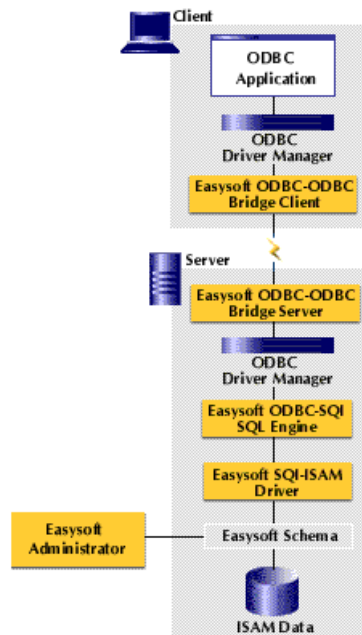 Client
ODBC
Application
ODBC
Driver Manager
Easysoft ODBC-ODBC
Bridge Client
Server
Easysoft ODBC-ODBC
Bridge Server
ODBC
Driver Manager
Easysoft ODBC-SQI
SQL Engine
Easysoft SQI-ISAM
Driver
Easysoft
Administrator
Easysoft Schema
ISAM Data